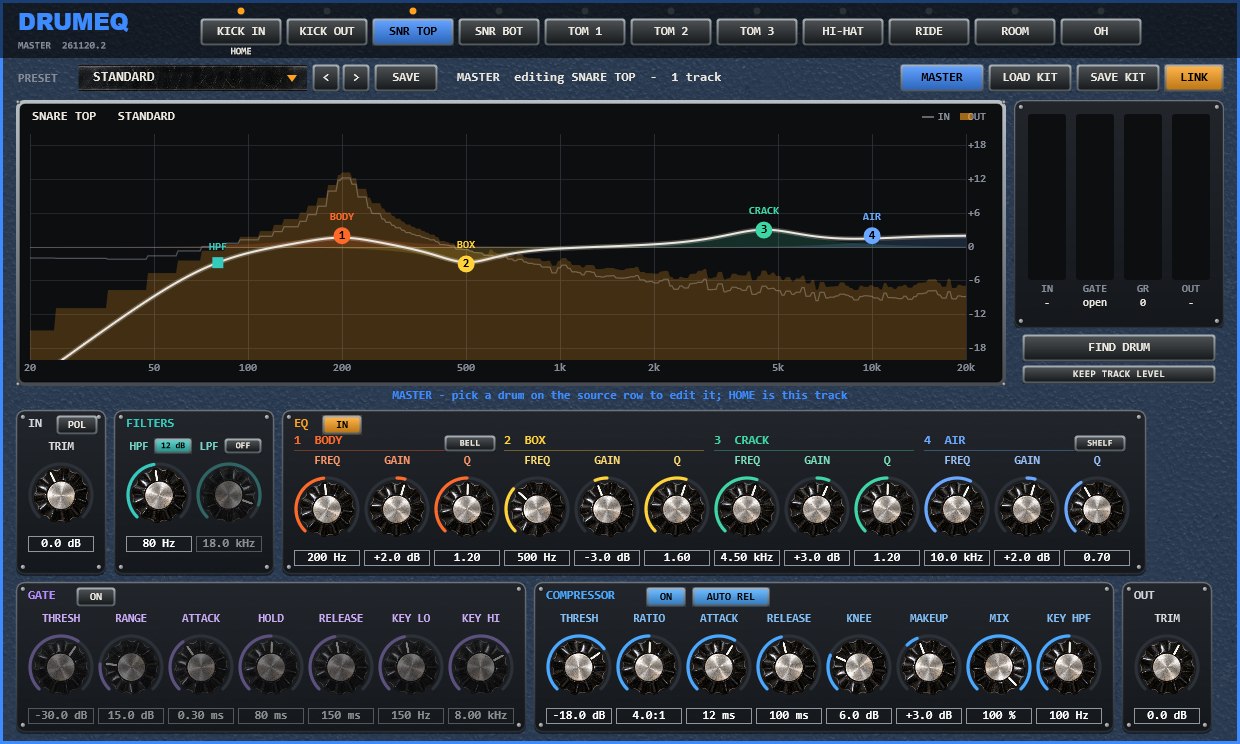 DRUMEQ
MASTER 261120.2
KICK IN KICK OUT SNR TOP SNR BOT TOM 1 TOM 2 TOM 3 HI-HAT RIDE ROOM OH
HOME
PRESET STANDARD < > SAVE MASTER editing SNARE TOP - 1 track MASTER LOAD KIT SAVE KIT LINK
SNARE TOP STANDARD IN OUT
+18
+12
+6
0
-6
-12
-18
CRACK AIR
BODY
3 4
HPF 1 BOX
2
20 50 100 200 500 1k 2k 5k 10k 20k
IN GATE GR OUT
- open 0 -
FIND DRUM
KEEP TRACK LEVEL
MASTER - pick a drum on the source row to edit it; HOME is this track
IN POL
TRIM
0.0 dB
FILTERS
HPF 12 dB LPF OFF
80 Hz 18.0 kHz
EQ IN
1 BODY BELL 2 BOX 3 CRACK 4 AIR SHELF
FREQ GAIN Q FREQ GAIN Q FREQ GAIN Q FREQ GAIN Q
200 Hz +2.0 dB 1.20 500 Hz -3.0 dB 1.60 4.50 kHz +3.0 dB 1.20 10.0 kHz +2.0 dB 0.70
GATE ON
THRESH RANGE ATTACK HOLD RELEASE KEY LO KEY HI
-30.0 dB 15.0 dB 0.30 ms 80 ms 150 ms 150 Hz 8.00 kHz
COMPRESSOR ON AUTO REL
THRESH RATIO ATTACK RELEASE KNEE MAKEUP MIX KEY HPF
-18.0 dB 4.0:1 12 ms 100 ms 6.0 dB +3.0 dB 100 % 100 Hz
OUT
TRIM
0.0 dB